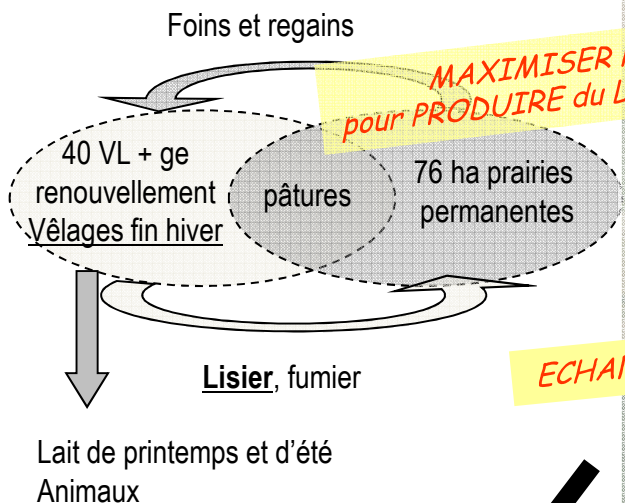 Foins et regains
MAXIMISER
pour PRODUIRE du L
40 VL + ge
renouvellement
Vêlages fin hiver
pâtures
76 ha prairies
permanentes
Lisier, fumier
ECHAN
Lait de printemps et d'été
Animaux